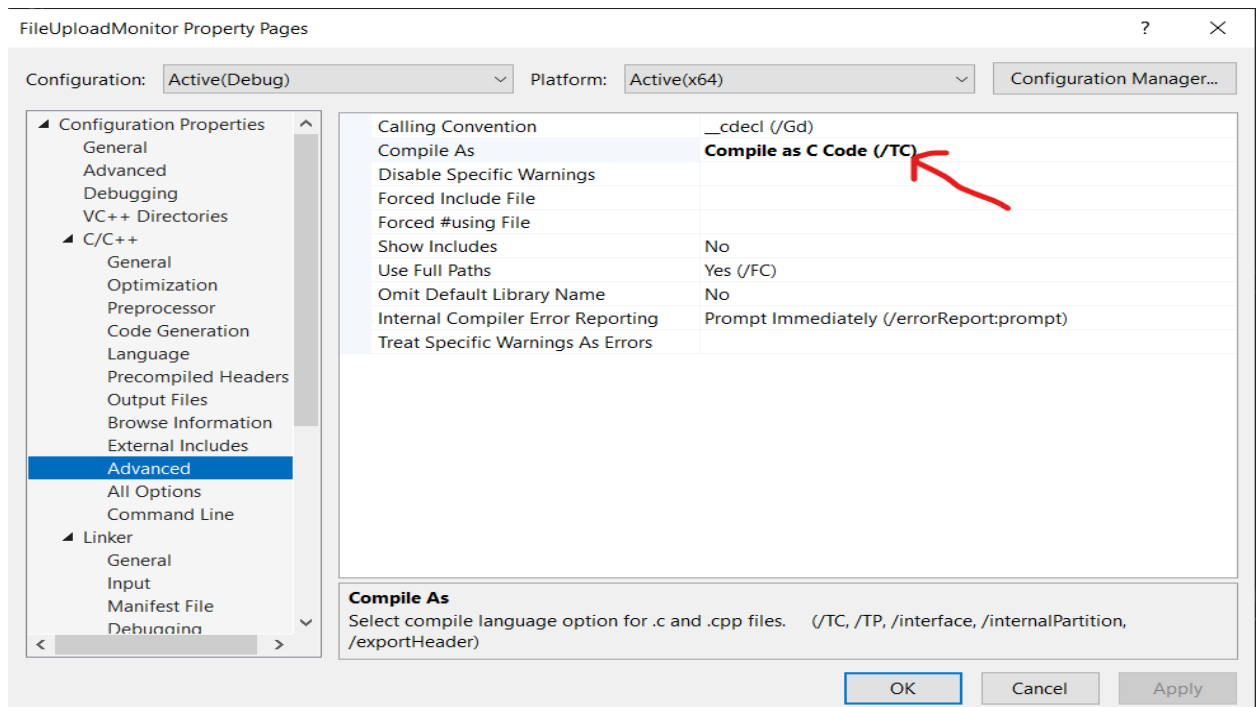 FileUploadMonitor Property Pages ? ✕
Configuration: Active(Debug) Platform: Active(x64) Configuration Manager...
Configuration Properties
General
Advanced
Debugging
VC++ Directories
C/C++
General
Optimization
Preprocessor
Code Generation
Language
Precompiled Headers
Output Files
Browse Information
External Includes
Advanced
All Options
Command Line
Linker
General
Input
Manifest File
Debugging
Calling Convention __cdecl (/Gd)
Compile As Compile as C Code (/TC)
Disable Specific Warnings
Forced Include File
Forced #using File
Show Includes No
Use Full Paths Yes (/FC)
Omit Default Library Name No
Internal Compiler Error Reporting Prompt Immediately (/errorReport:prompt)
Treat Specific Warnings As Errors
Compile As
Select compile language option for .c and .cpp files. (/TC, /TP, /interface, /internalPartition,
/exportHeader)
OK Cancel Apply